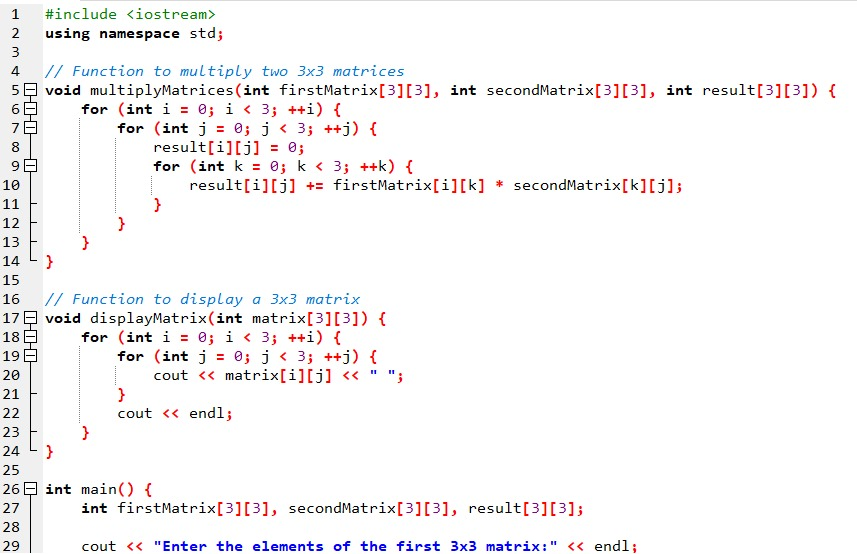 1 #include <iostream>
2 using namespace std;
3
4 // Function to multiply two 3x3 matrices
5 void multiplyMatrices(int firstMatrix[3][3], int secondMatrix[3][3], int result[3][3]) {
6     for (int i = 0; i < 3; ++i) {
7         for (int j = 0; j < 3; ++j) {
8             result[i][j] = 0;
9             for (int k = 0; k < 3; ++k) {
10                 result[i][j] += firstMatrix[i][k] * secondMatrix[k][j];
11             }
12         }
13     }
14 }
15
16 // Function to display a 3x3 matrix
17 void displayMatrix(int matrix[3][3]) {
18     for (int i = 0; i < 3; ++i) {
19         for (int j = 0; j < 3; ++j) {
20             cout << matrix[i][j] << " ";
21         }
22         cout << endl;
23     }
24 }
25
26 int main() {
27     int firstMatrix[3][3], secondMatrix[3][3], result[3][3];
28
29     cout << "Enter the elements of the first 3x3 matrix:" << endl;